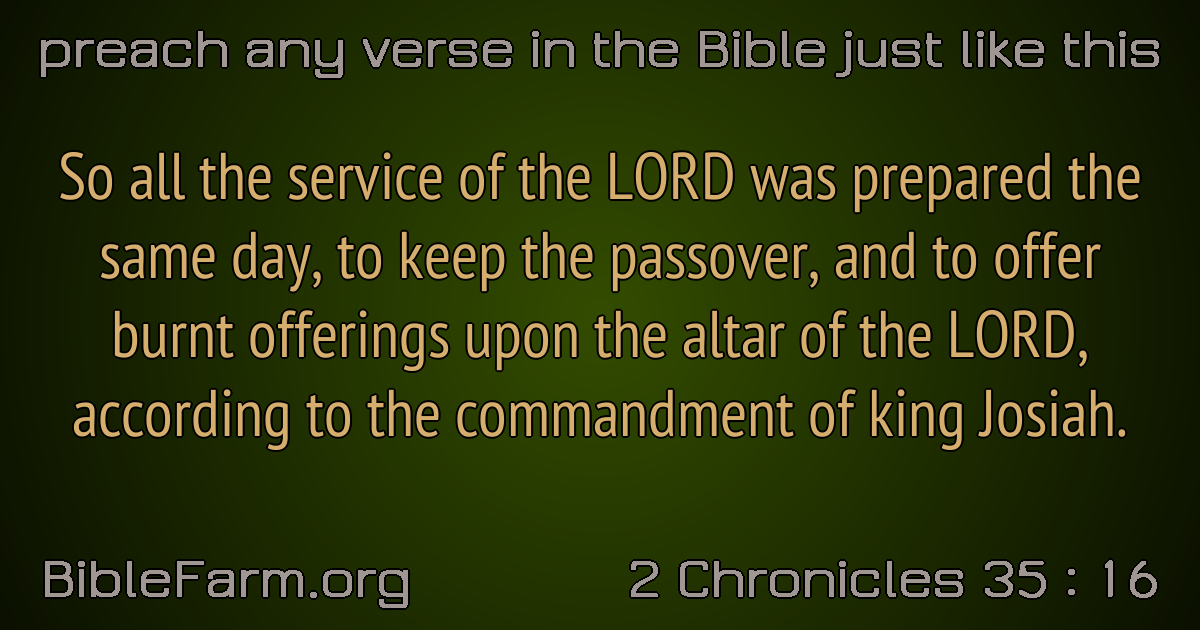 preach any verse in the Bible just like this
So all the service of the LORD was prepared the
same day, to keep the passover, and to offer
burnt offerings upon the altar of the LORD,
according to the commandment of king Josiah.
BibleFarm.org
2 Chronicles 35 : 16